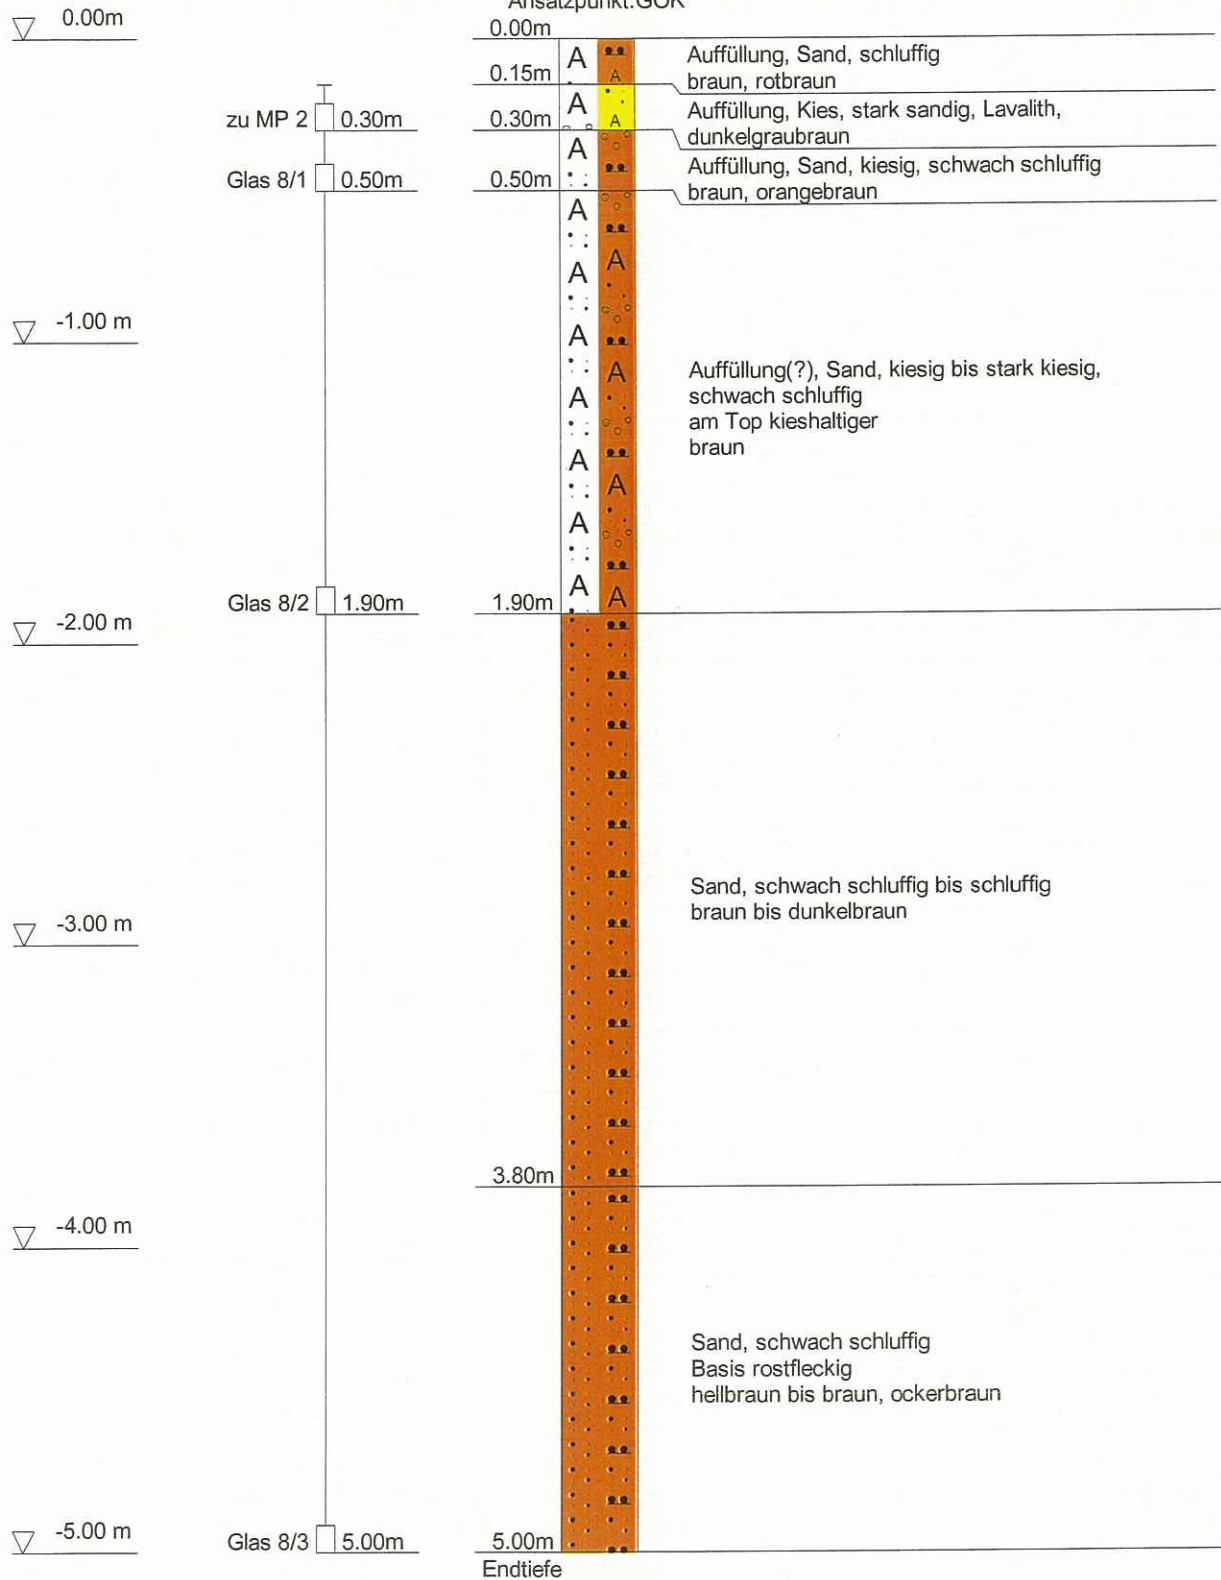 Ansatzpunkt:GOK
0.00m
0.00m
A
Auffüllung, Sand, schluffig
braun, rotbraun
0.15m
A
zu MP 2
0.30m
0.30m
A
A
Auffüllung, Kies, stark sandig, Lavalith,
dunkelgraubraun
Glas 8/1
0.50m
0.50m
A
Auffüllung, Sand, kiesig, schwach schluffig
braun, orangebraun
A
A
A
-1.00 m
A
A
A
A
A
A
A
A
Auffüllung(?), Sand, kiesig bis stark kiesig,
schwach schluffig
am Top kieshaltiger
braun
Glas 8/2
1.90m
1.90m
-2.00 m
Sand, schwach schluffig bis schluffig
braun bis dunkelbraun
-3.00 m
3.80m
-4.00 m
Sand, schwach schluffig
Basis rostfleckig
hellbraun bis braun, ockerbraun
-5.00 m
Glas 8/3
5.00m
5.00m
Endtiefe